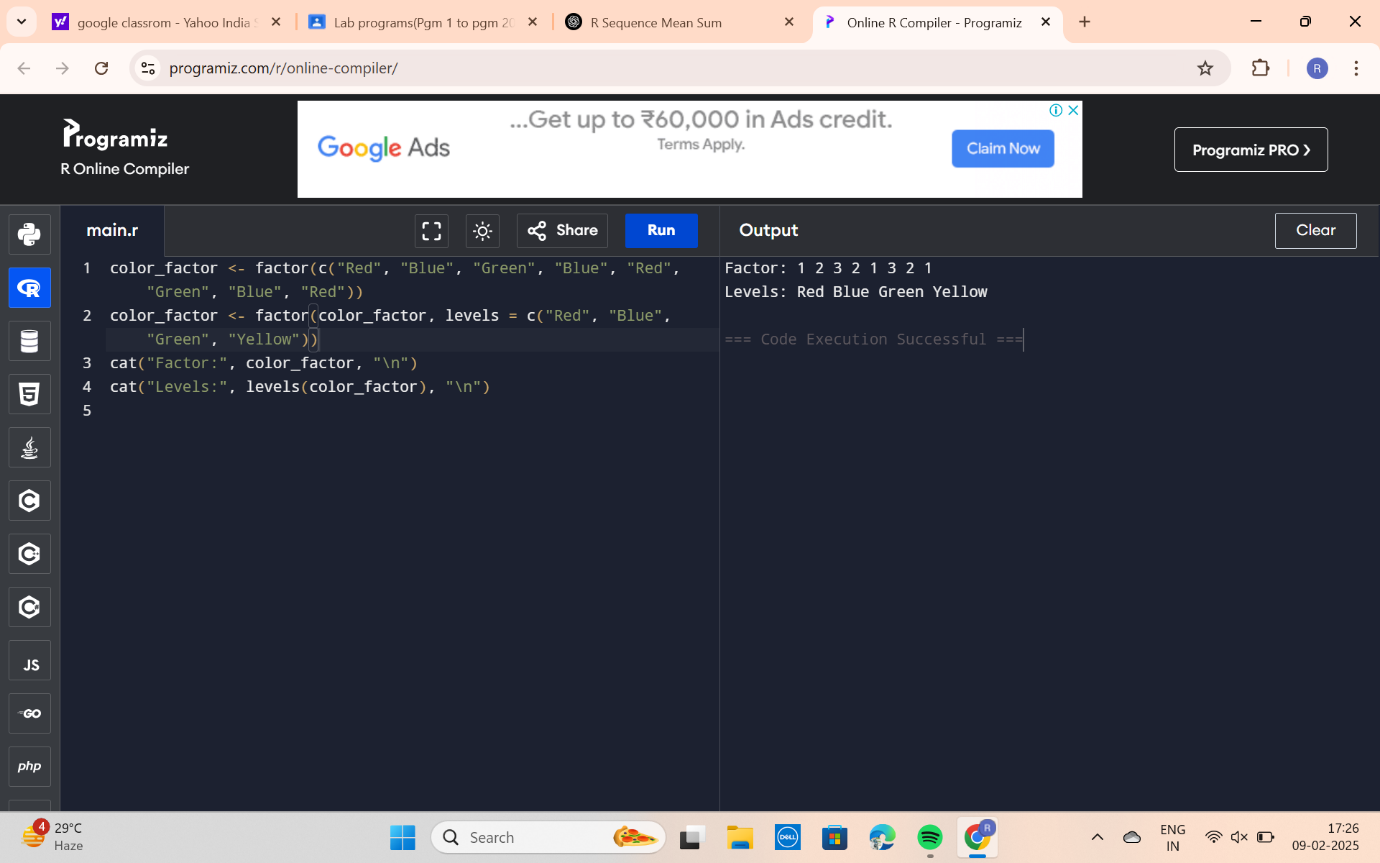 google classrom - Yahoo India S
Lab programs(Pgm 1 to pgm 20
R Sequence Mean Sum
Online R Compiler - Programiz
programiz.com/r/online-compiler/
R
Programiz
R Online Compiler
Google Ads
...Get up to ₹60,000 in Ads credit.
Terms Apply.
Claim Now
Programiz PRO
main.r
Share
Run
Output
Clear
1 color_factor <- factor(c("Red", "Blue", "Green", "Blue", "Red",
"Green", "Blue", "Red"))
2 color_factor <- factor(color_factor, levels = c("Red", "Blue",
"Green", "Yellow"))
3 cat("Factor:", color_factor, "\n")
4 cat("Levels:", levels(color_factor), "\n")
5
Factor: 1 2 3 2 1 3 2 1
Levels: Red Blue Green Yellow
=== Code Execution Successful ===
JS
GO
php
4
29°C
Haze
Search
DELL
R
ENG
IN
17:26
09-02-2025